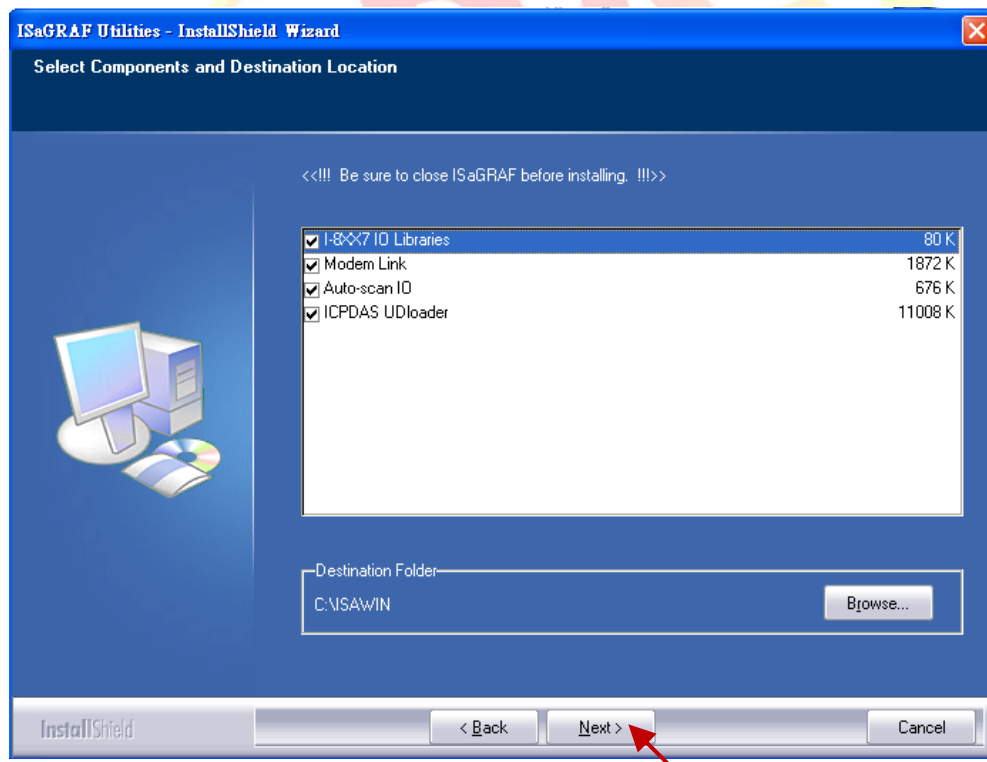 ISaGRAF Utilities - InstallShield Wizard
Select Components and Destination Location
<<!!! Be sure to close ISaGRAF before installing. !!!>>
I-8XX7 IO Libraries 80 K
Modem Link 1872 K
Auto-scan IO 676 K
ICPDAS UDloader 11008 K
Destination Folder
C:\ISAWIN
Browse...
InstallShield
< Back Next > Cancel